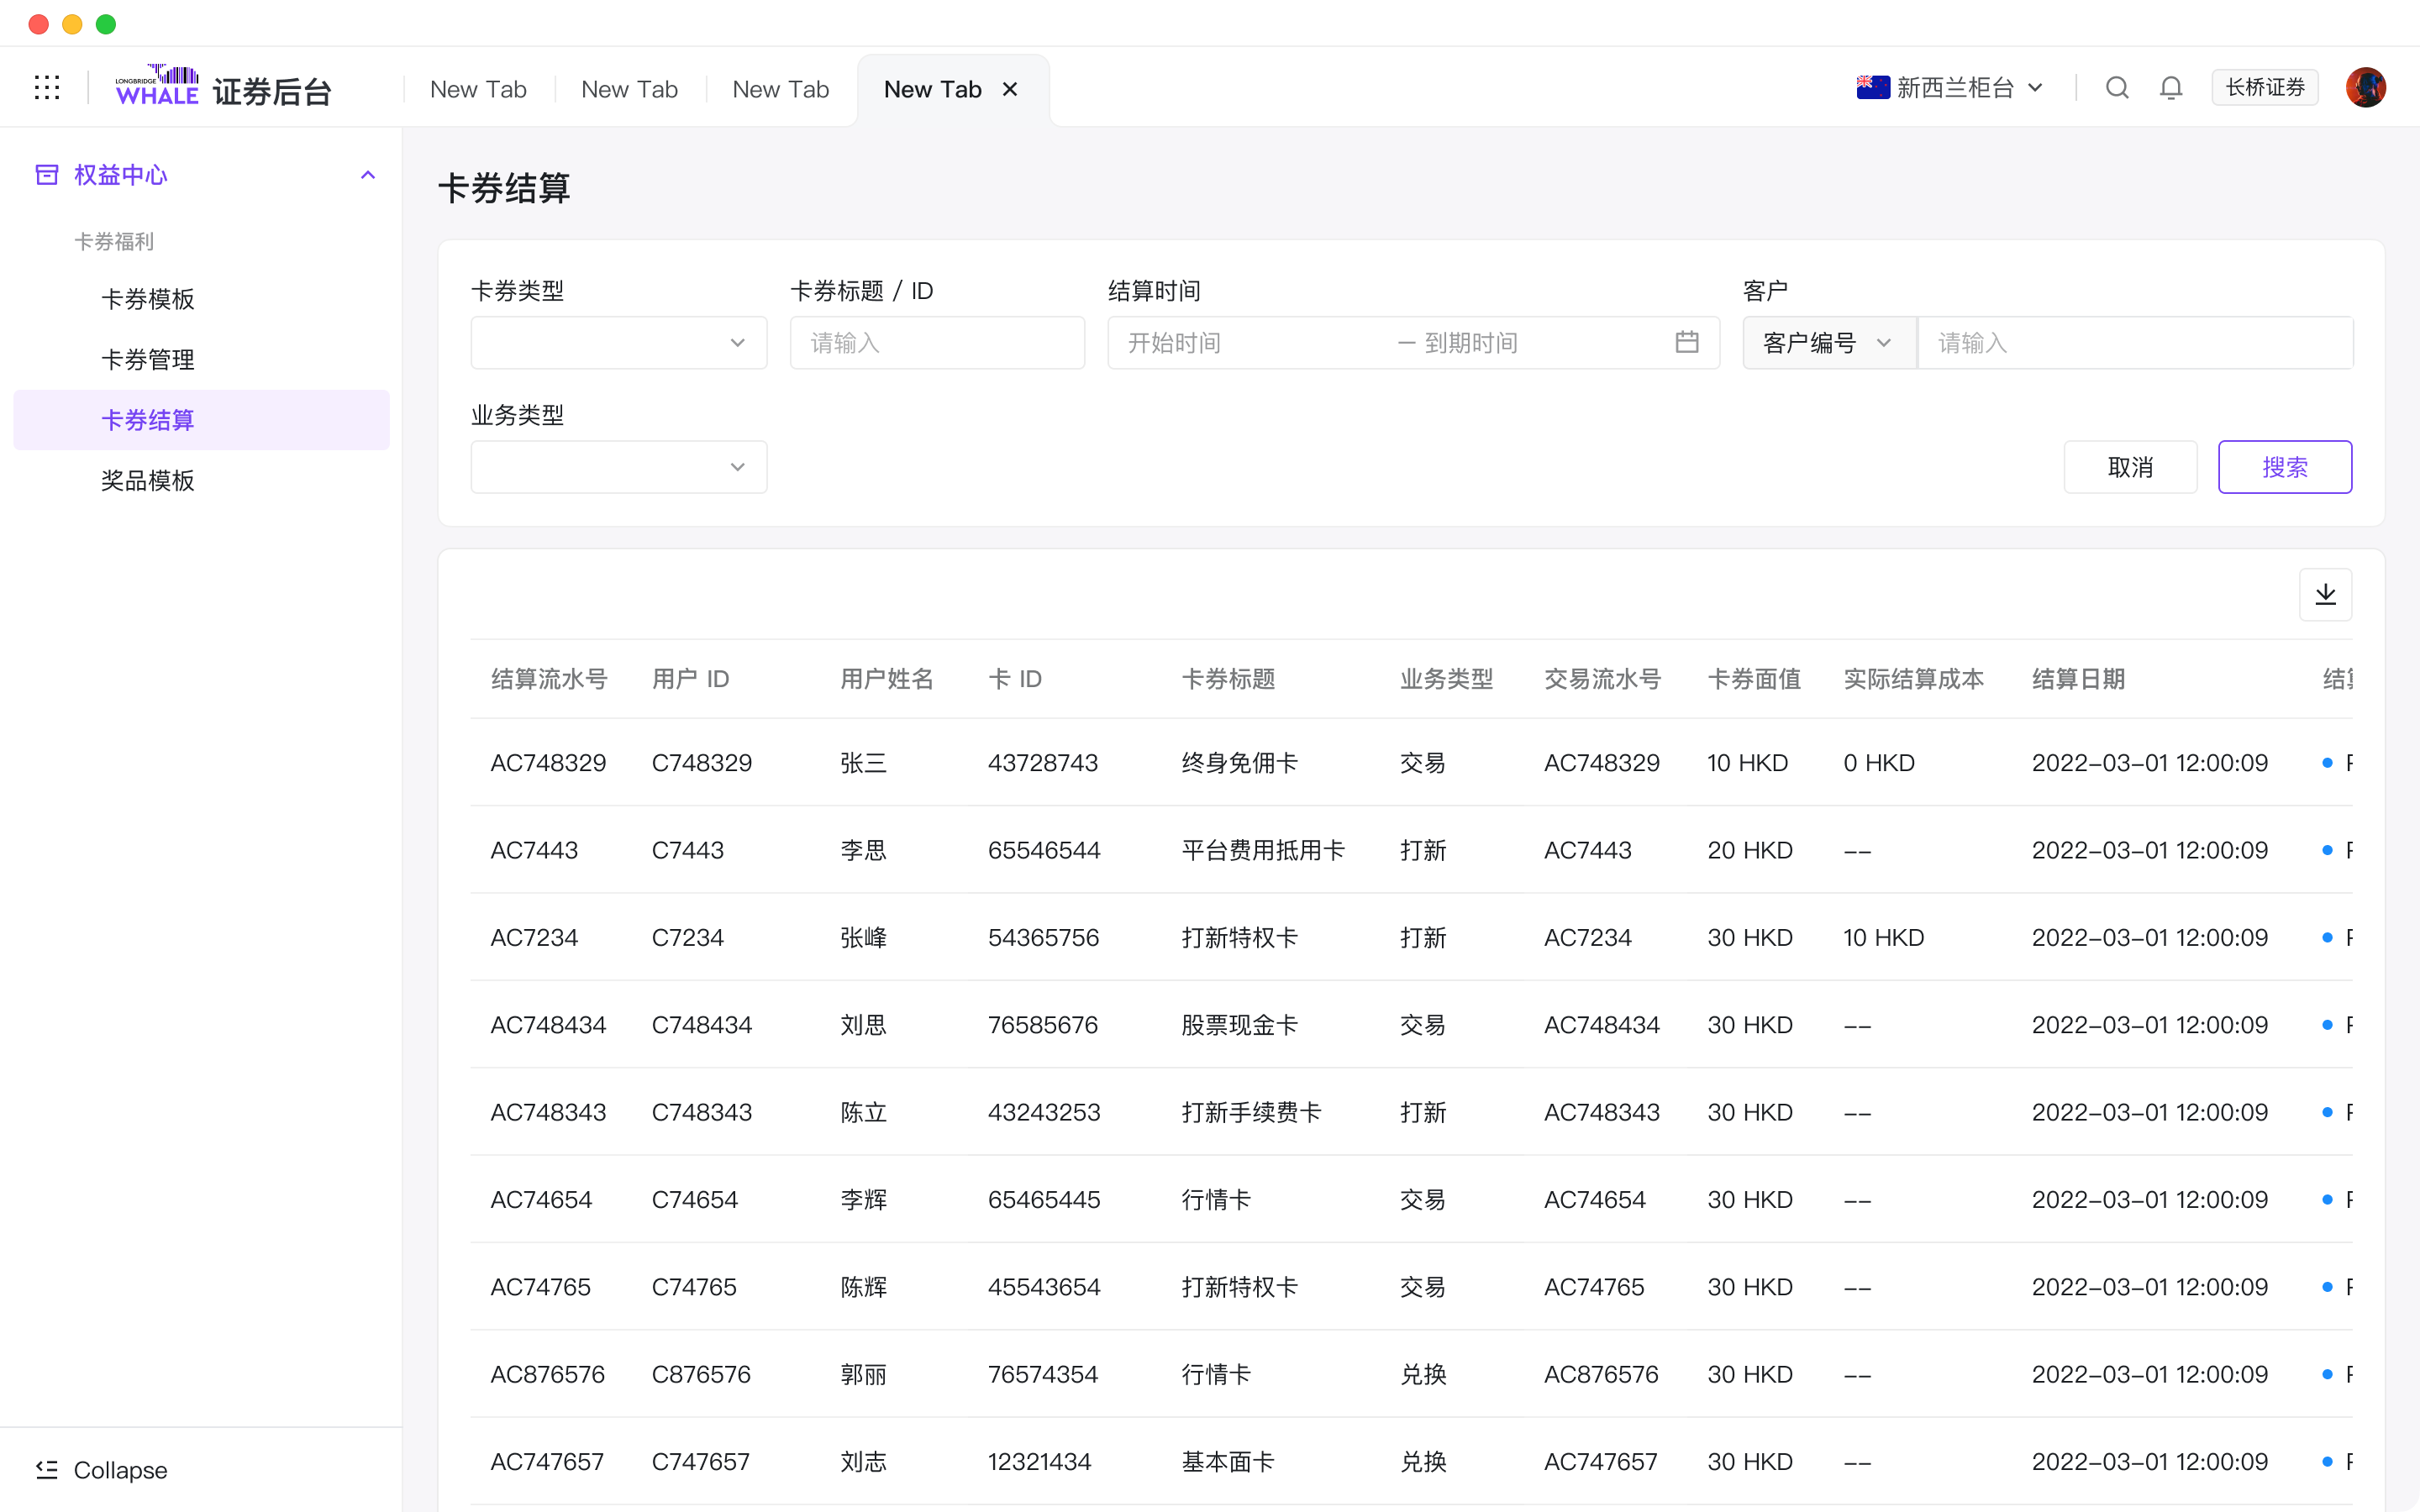 LONGBRIDGE
WHALE 证券后台
New Tab
New Tab
New Tab
New Tab
新西兰柜台
长桥证券
权益中心
卡券福利
卡券模板
卡券管理
卡券结算
奖品模板
Collapse
卡券结算
卡券类型 卡券标题 / ID 结算时间 客户
请输入 开始时间 — 到期时间 客户编号 请输入
业务类型
取消 搜索
结算流水号 用户 ID 用户姓名 卡 ID 卡券标题 业务类型 交易流水号 卡券面值 实际结算成本 结算日期
AC748329 C748329 张三 43728743 终身免佣卡 交易 AC748329 10 HKD 0 HKD 2022-03-01 12:00:09
AC7443 C7443 李思 65546544 平台费用抵用卡 打新 AC7443 20 HKD -- 2022-03-01 12:00:09
AC7234 C7234 张峰 54365756 打新特权卡 打新 AC7234 30 HKD 10 HKD 2022-03-01 12:00:09
AC748434 C748434 刘思 76585676 股票现金卡 交易 AC748434 30 HKD -- 2022-03-01 12:00:09
AC748343 C748343 陈立 43243253 打新手续费卡 打新 AC748343 30 HKD -- 2022-03-01 12:00:09
AC74654 C74654 李辉 65465445 行情卡 交易 AC74654 30 HKD -- 2022-03-01 12:00:09
AC74765 C74765 陈辉 45543654 打新特权卡 交易 AC74765 30 HKD -- 2022-03-01 12:00:09
AC876576 C876576 郭丽 76574354 行情卡 兑换 AC876576 30 HKD -- 2022-03-01 12:00:09
AC747657 C747657 刘志 12321434 基本面卡 兑换 AC747657 30 HKD -- 2022-03-01 12:00:09